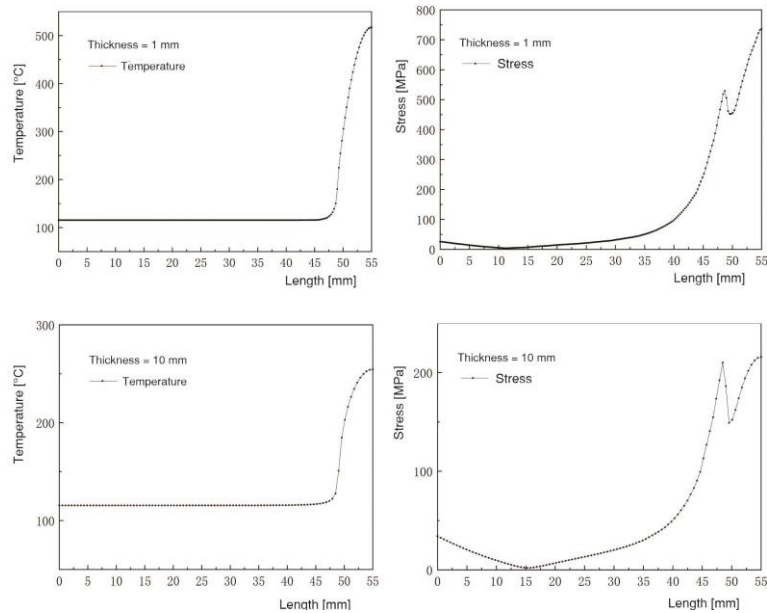 Temperature [°C]
500
400
300
200
100
Thickness = 1 mm
Temperature
0 5 10 15 20 25 30 35 40 45 50 55
Length [mm]
Stress [MPa]
800
700
600
500
400
300
200
100
0
Thickness = 1 mm
Stress
0 5 10 15 20 25 30 35 40 45 50 55
Length [mm]
Temperature [°C]
300
200
100
Thickness = 10 mm
Temperature
0 5 10 15 20 25 30 35 40 45 50 55
Length [mm]
Stress [MPa]
200
100
0
Thickness = 10 mm
Stress
0 5 10 15 20 25 30 35 40 45 50 55
Length [mm]